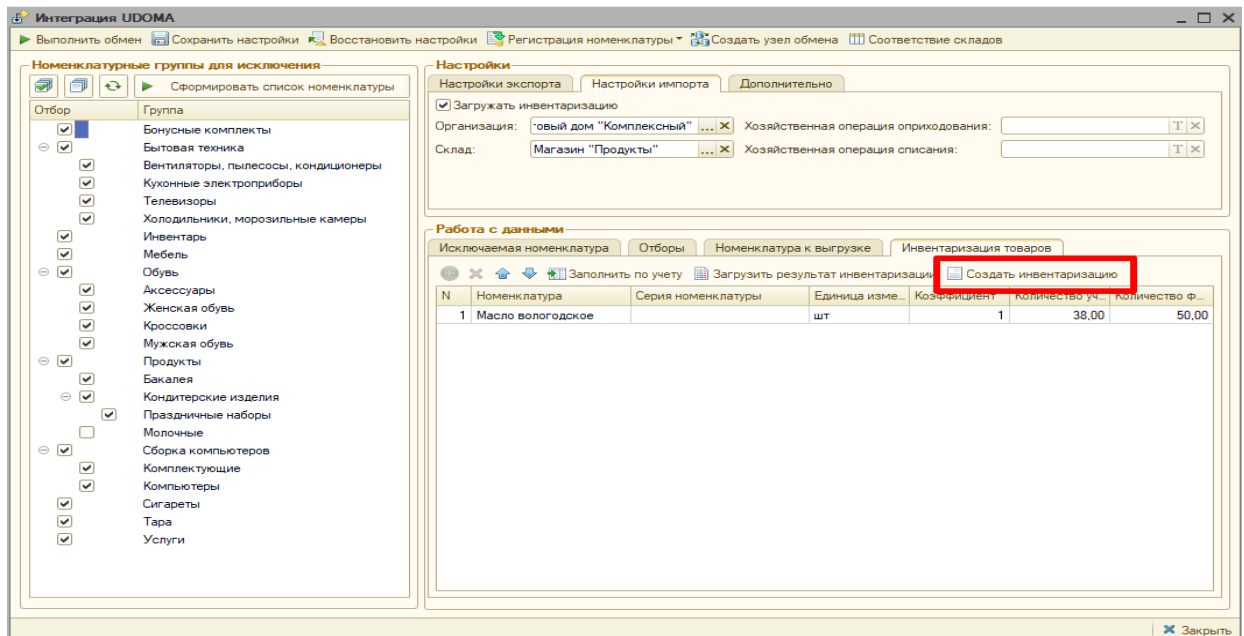 Интеграция UDOMA
Выполнить обмен Сохранить настройки Восстановить настройки Регистрация номенклатуры Создать узел обмена Соответствие складов
Номенклатурные группы для исключения
Сформировать список номенклатуры
Отбор Группа
Бонусные комплекты
Бытовая техника
Вентиляторы, пылесосы, кондиционеры
Кухонные электроприборы
Телевизоры
Холодильники, морозильные камеры
Инвентарь
Мебель
Обувь
Аксессуары
Женская обувь
Кроссовки
Мужская обувь
Продукты
Бакалея
Кондитерские изделия
Праздничные наборы
Молочные
Сборка компьютеров
Комплектующие
Компьютеры
Сигареты
Тара
Услуги
Настройки
Настройки экспорта Настройки импорта Дополнительно
Загружать инвентаризацию
Организация: овый дом "Комплексный" ... Хозяйственная операция оприходования: T
Склад: Магазин "Продукты" ... Хозяйственная операция списания: T
Работа с данными
Исключаемая номенклатура Отборы Номенклатура к выгрузке Инвентаризация товаров
Заполнить по учету Загрузить результат инвентаризации Создать инвентаризацию
N Номенклатура Серия номенклатуры Единица изме... Коэффициент Количество уч... Количество ф...
1 Масло вологодское шт 1 38,00 50,00
Закрыть